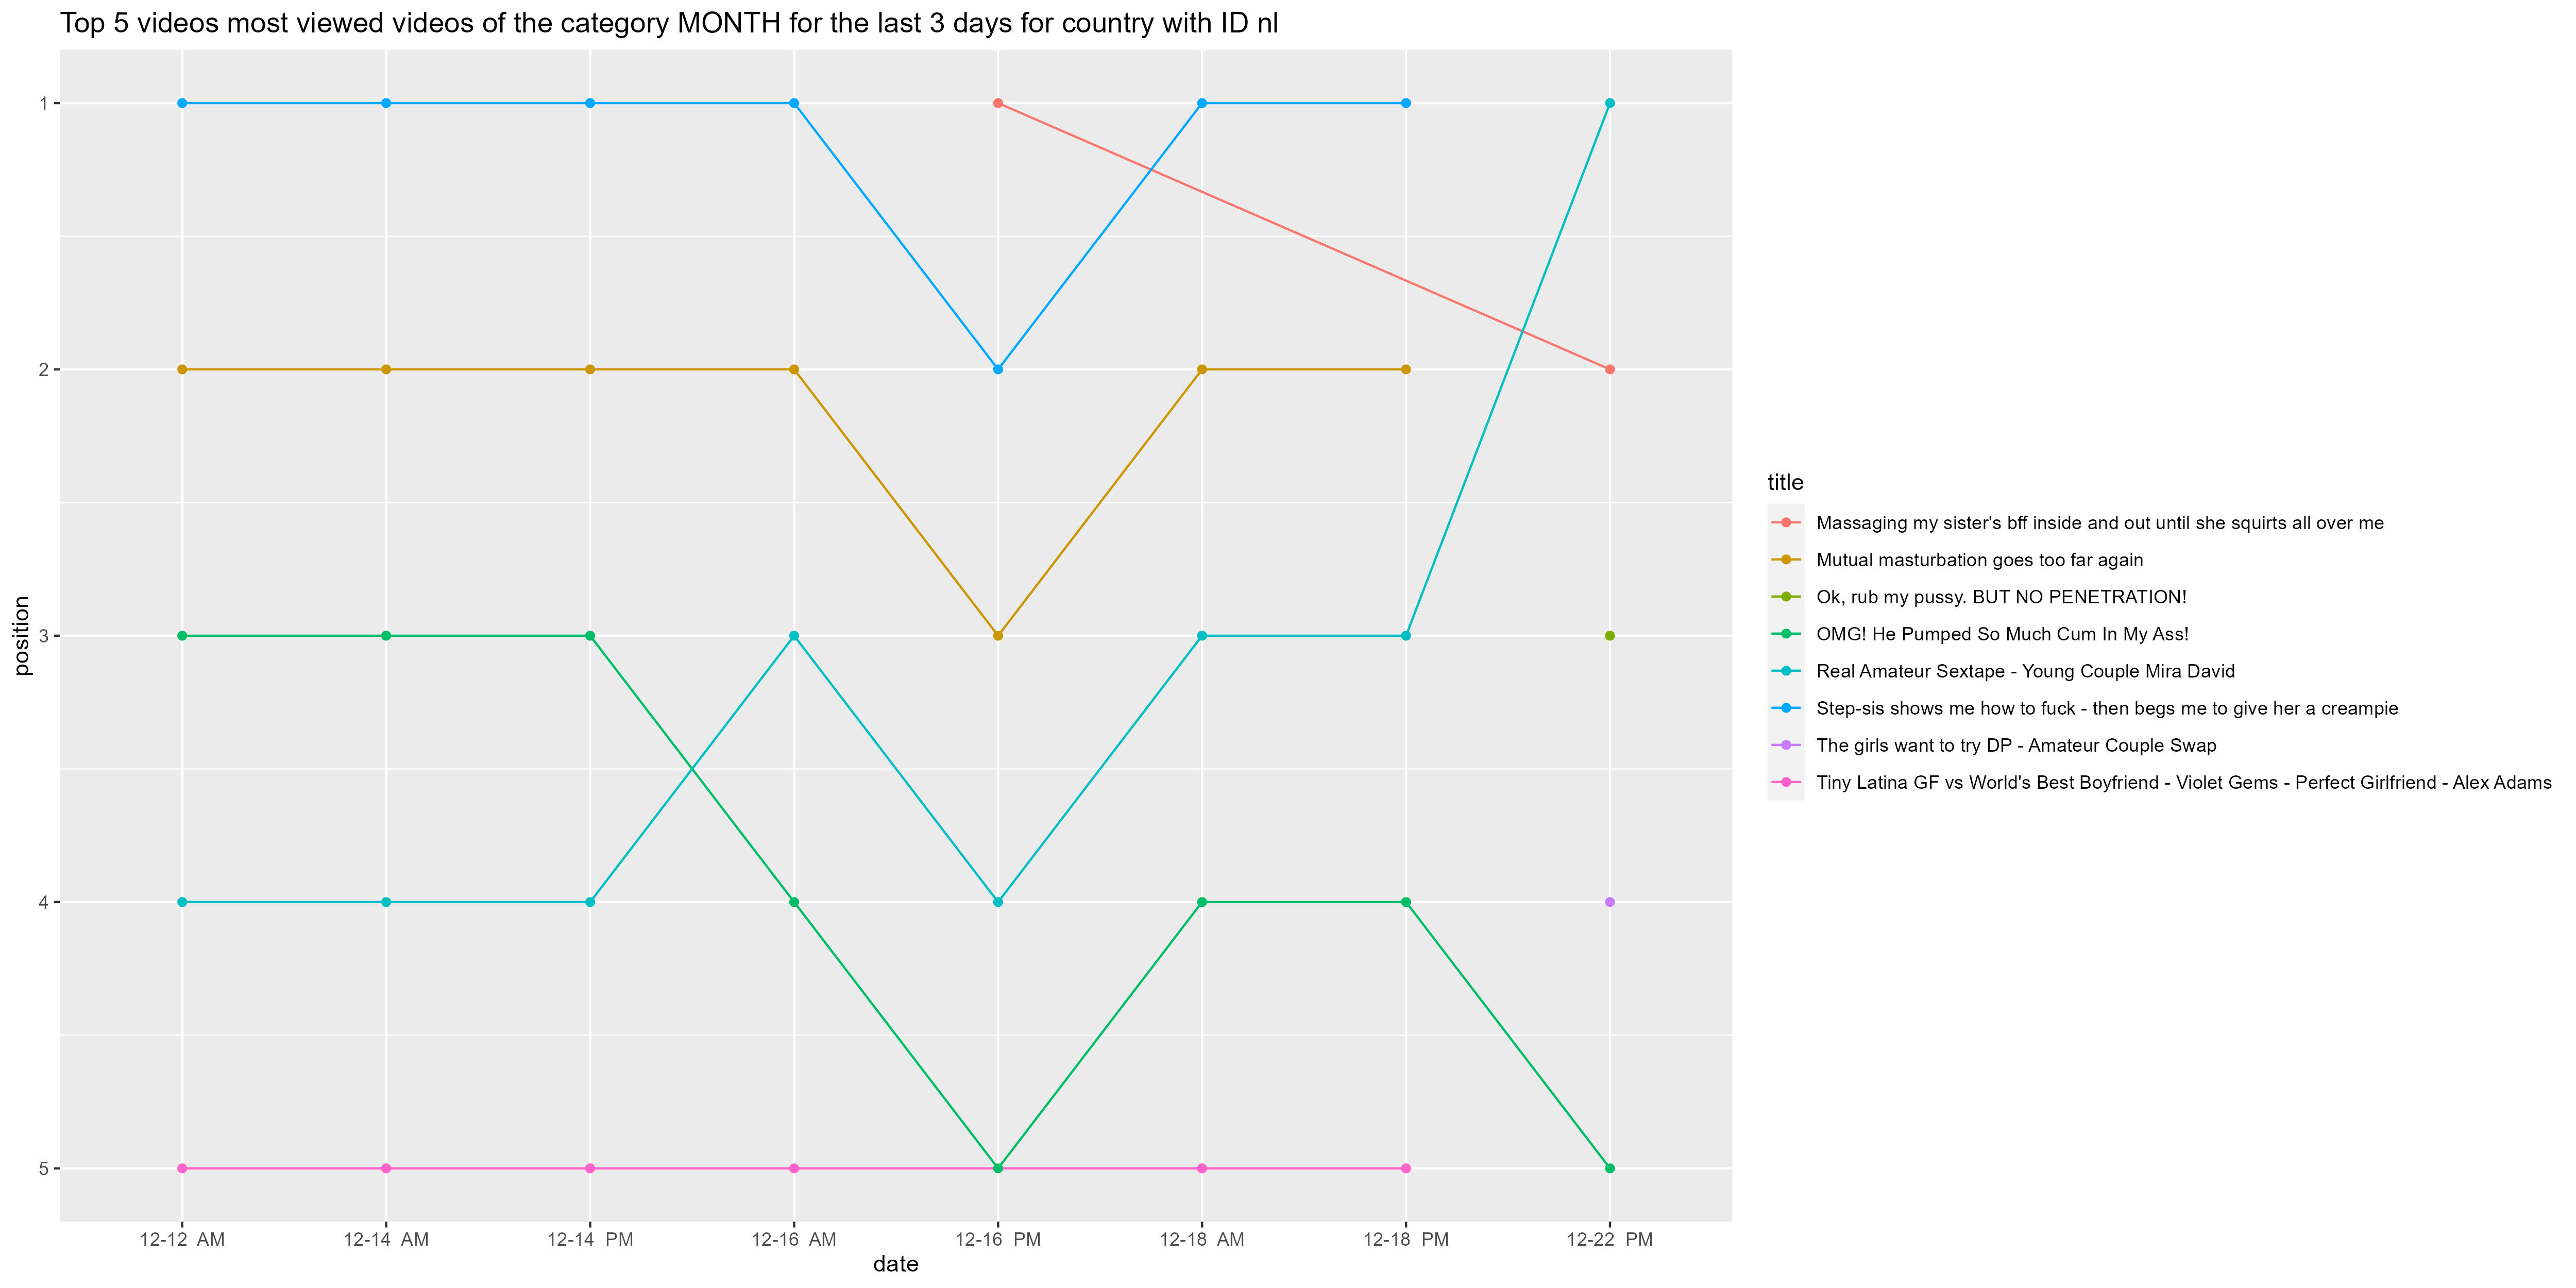 Top 5 videos most viewed videos of the category MONTH for the last 3 days for country with ID nl
position
1
2
3
4
5
12-12 AM
12-14 AM
12-14 PM
12-16 AM
12-16 PM
12-18 AM
12-18 PM
12-22 PM
date
title
Massaging my sister's bff inside and out until she squirts all over me
Mutual masturbation goes too far again
Ok, rub my pussy. BUT NO PENETRATION!
OMG! He Pumped So Much Cum In My Ass!
Real Amateur Sextape - Young Couple Mira David
Step-sis shows me how to fuck - then begs me to give her a creampie
The girls want to try DP - Amateur Couple Swap
Tiny Latina GF vs World's Best Boyfriend - Violet Gems - Perfect Girlfriend - Alex Adams